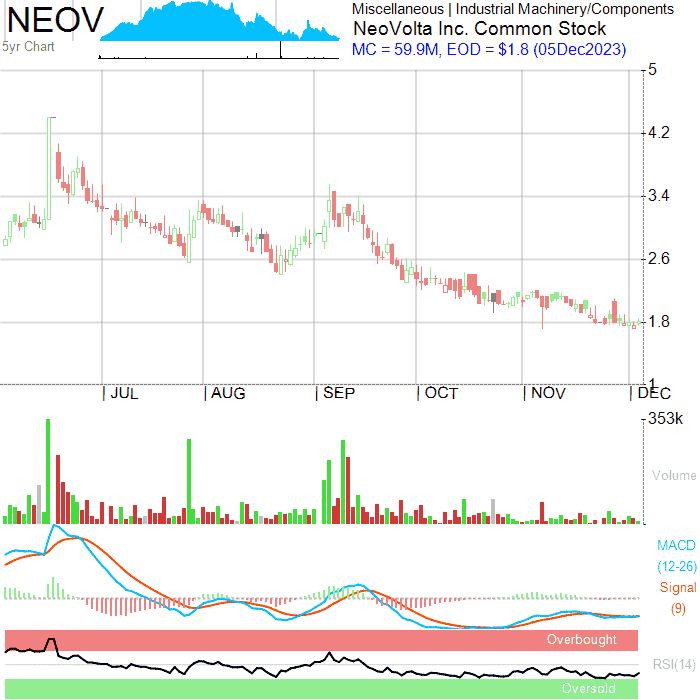 NEOV
5yr Chart
Miscellaneous | Industrial Machinery/Components
NeoVolta Inc. Common Stock
MC = 59.9M, EOD = $1.8 (05Dec2023)
5
4.2
3.4
2.6
1.8
1
JUL
AUG
SEP
OCT
NOV
DEC
353k
Volume
MACD
(12-26)
Signal
(9)
Overbought
RSI(14)
Oversold